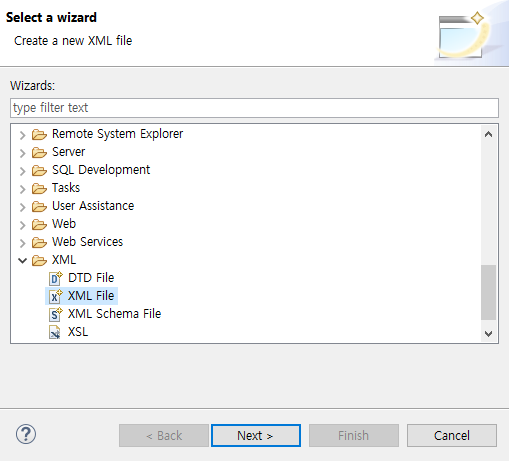 Select a wizard
Create a new XML file
Wizards:
type filter text
Remote System Explorer
Server
SQL Development
Tasks
User Assistance
Web
Web Services
XML
DTD File
XML File
XML Schema File
XSL
?
< Back
Next >
Finish
Cancel